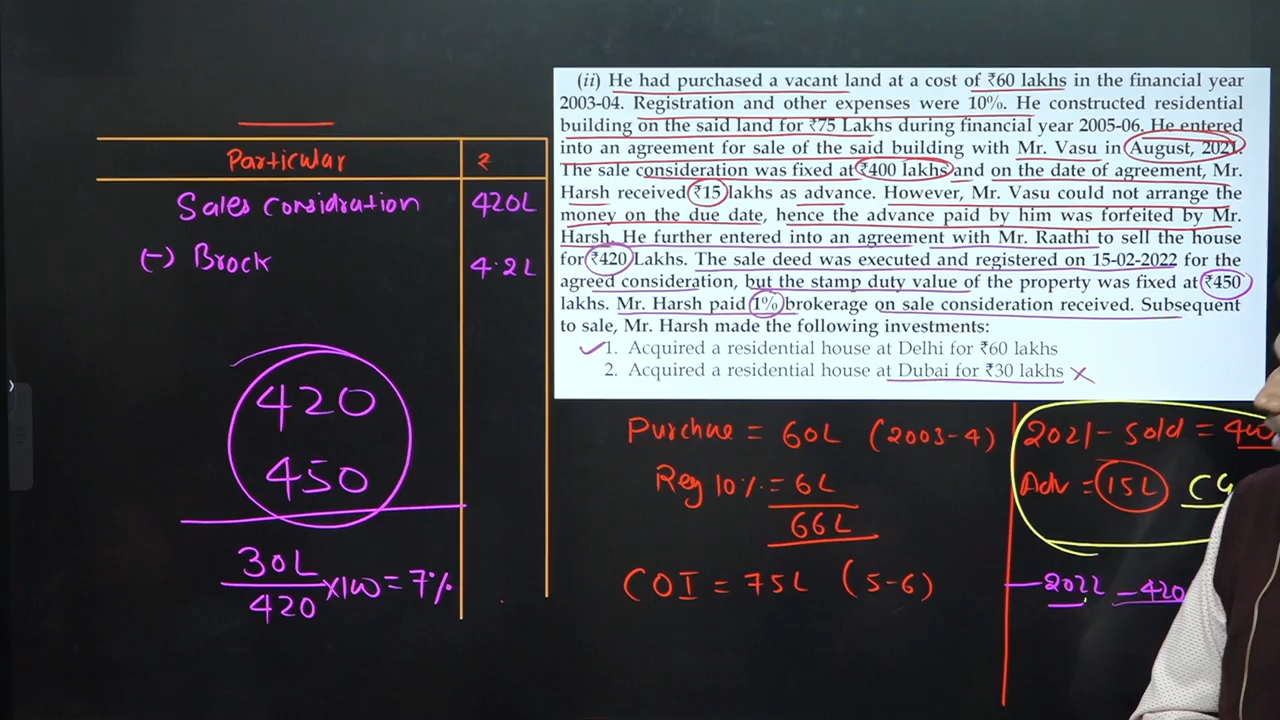 (ii) He had purchased a vacant land at a cost of ₹60 lakhs in the financial year
2003-04. Registration and other expenses were 10%. He constructed residential
building on the said land for ₹75 Lakhs during financial year 2005-06. He entered
into an agreement for sale of the said building with Mr. Vasu in August, 2021.
The sale consideration was fixed at ₹400 lakhs and on the date of agreement, Mr.
Harsh received ₹15 lakhs as advance. However, Mr. Vasu could not arrange the
money on the due date, hence the advance paid by him was forfeited by Mr.
Harsh. He further entered into an agreement with Mr. Raathi to sell the house
for ₹420 Lakhs. The sale deed was executed and registered on 15-02-2022 for the
agreed consideration, but the stamp duty value of the property was fixed at ₹450
lakhs. Mr. Harsh paid 1% brokerage on sale consideration received. Subsequent
to sale, Mr. Harsh made the following investments:
1. Acquired a residential house at Delhi for ₹60 lakhs
2. Acquired a residential house at Dubai for ₹30 lakhs
Particular ₹
Sales Considration 420L
(-) Brock 4.2L
420
450
30L
420
×100 = 7%
Purchae = 60L (2003-4)
Reg 10% = 6L
66L
COI = 75L (5-6)
2021 - Sold =
Adv = 15L
2022 - 420